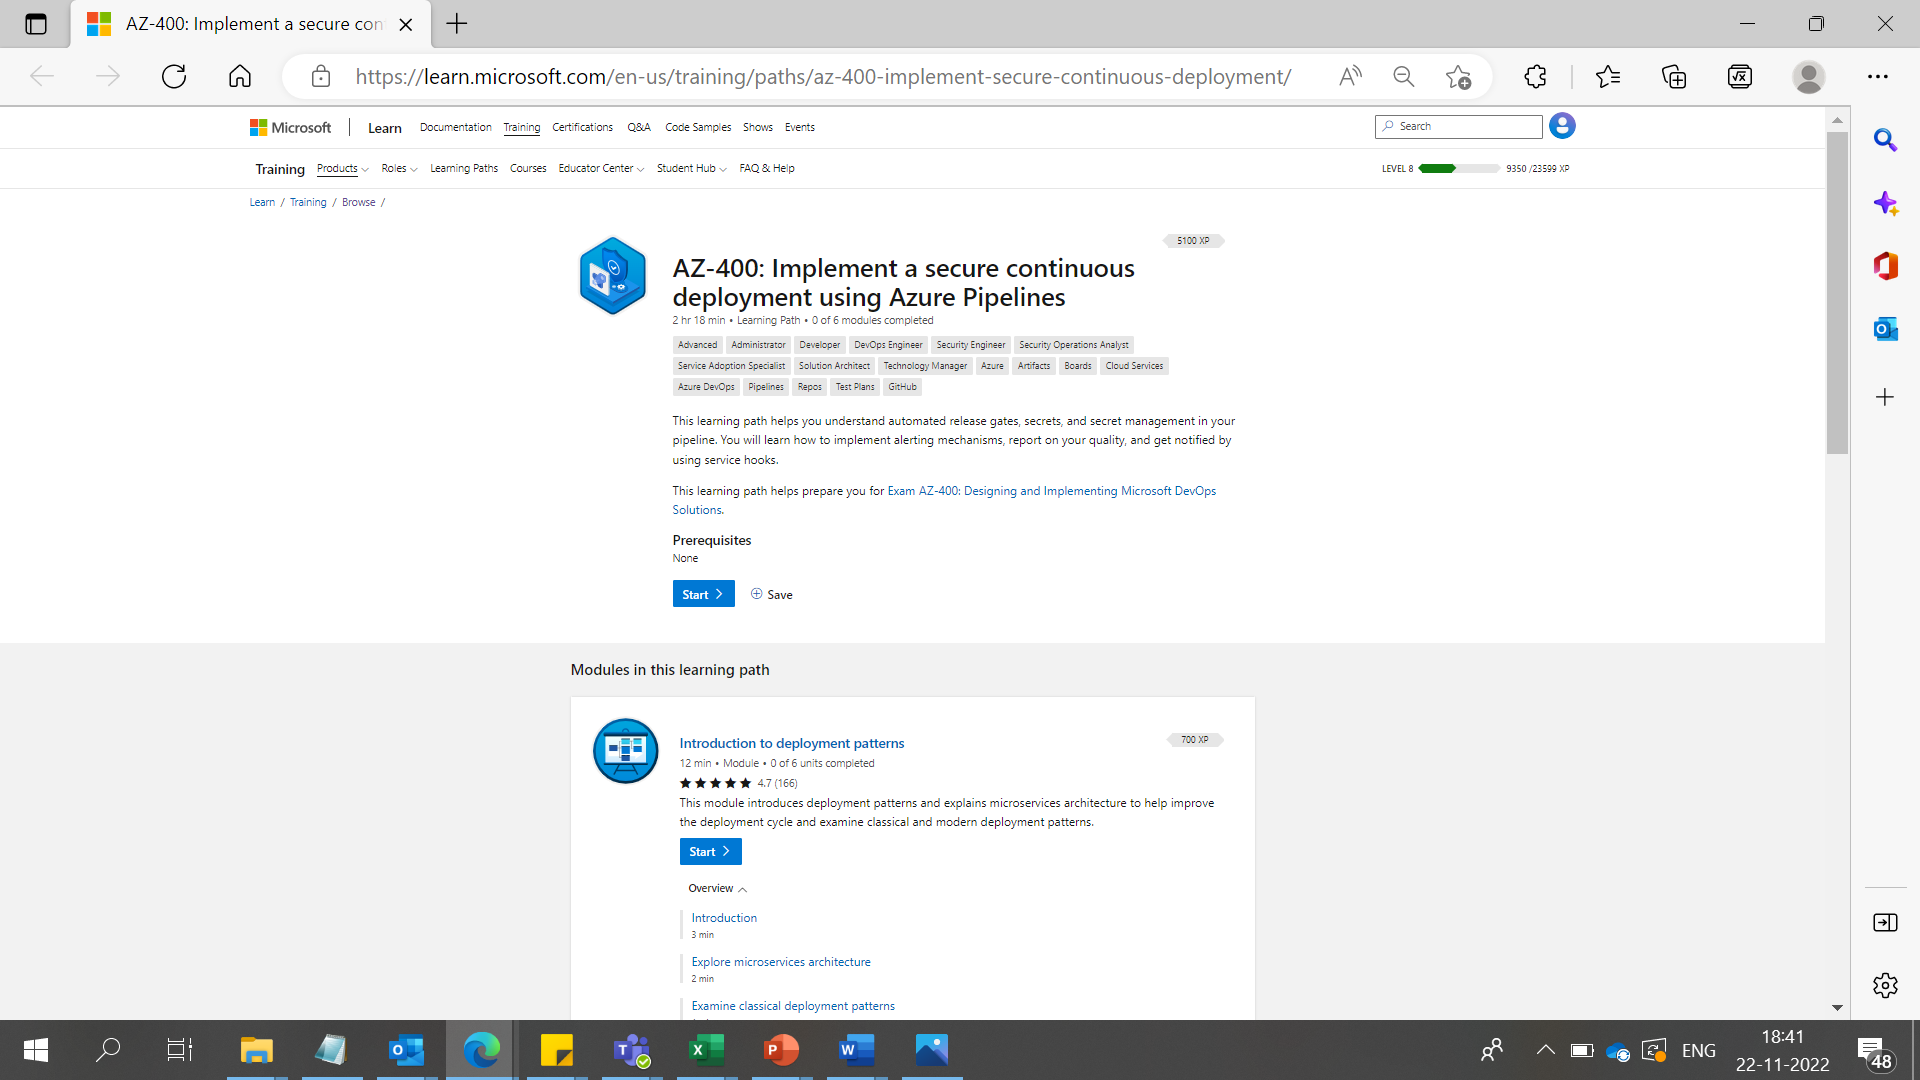 AZ-400: Implement a secure con
https://learn.microsoft.com/en-us/training/paths/az-400-implement-secure-continuous-deployment/
Microsoft Learn Documentation Training Certifications Q&A Code Samples Shows Events Search
Training Products Roles Learning Paths Courses Educator Center Student Hub FAQ & Help LEVEL 8 9350 /23599 XP
Learn / Training / Browse /
5100 XP
AZ-400: Implement a secure continuous
deployment using Azure Pipelines
2 hr 18 min • Learning Path • 0 of 6 modules completed
Advanced Administrator Developer DevOps Engineer Security Engineer Security Operations Analyst
Service Adoption Specialist Solution Architect Technology Manager Azure Artifacts Boards Cloud Services
Azure DevOps Pipelines Repos Test Plans GitHub
This learning path helps you understand automated release gates, secrets, and secret management in your
pipeline. You will learn how to implement alerting mechanisms, report on your quality, and get notified by
using service hooks.
This learning path helps prepare you for Exam AZ-400: Designing and Implementing Microsoft DevOps
Solutions.
Prerequisites
None
Start Save
Modules in this learning path
Introduction to deployment patterns 700 XP
12 min • Module • 0 of 6 units completed
4.7 (166)
This module introduces deployment patterns and explains microservices architecture to help improve
the deployment cycle and examine classical and modern deployment patterns.
Start
Overview
Introduction
3 min
Explore microservices architecture
2 min
Examine classical deployment patterns
ENG
18:41
22-11-2022
48